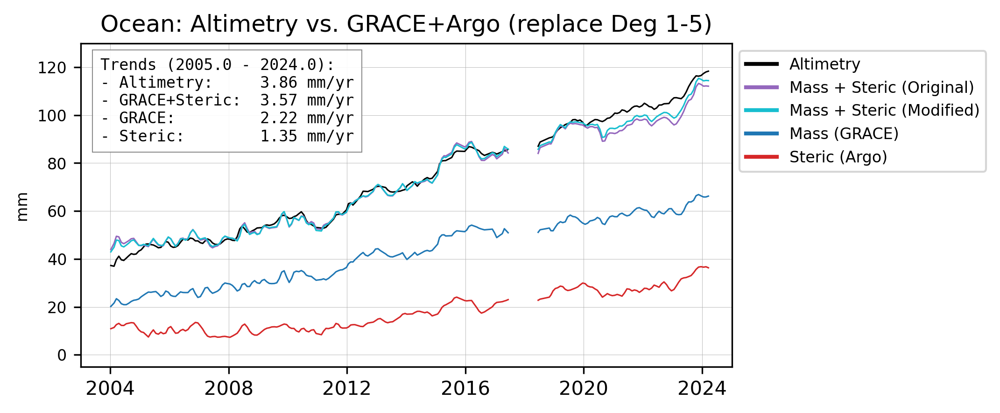 Ocean: Altimetry vs. GRACE+Argo (replace Deg 1-5)
Trends (2005.0 - 2024.0):
- Altimetry: 3.86 mm/yr
- GRACE+Steric: 3.57 mm/yr
- GRACE: 2.22 mm/yr
- Steric: 1.35 mm/yr
Altimetry
Mass + Steric (Original)
Mass + Steric (Modified)
Mass (GRACE)
Steric (Argo)
mm
120
100
80
60
40
20
0
2004 2008 2012 2016 2020 2024